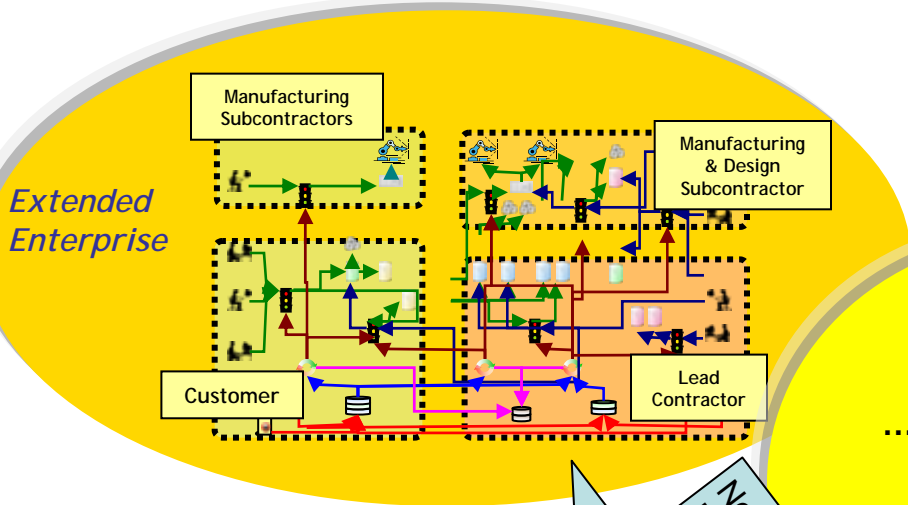 Manufacturing
Subcontractors
Manufacturing
& Design
Subcontractor
Extended
Enterprise
Customer
Lead
Contractor
...